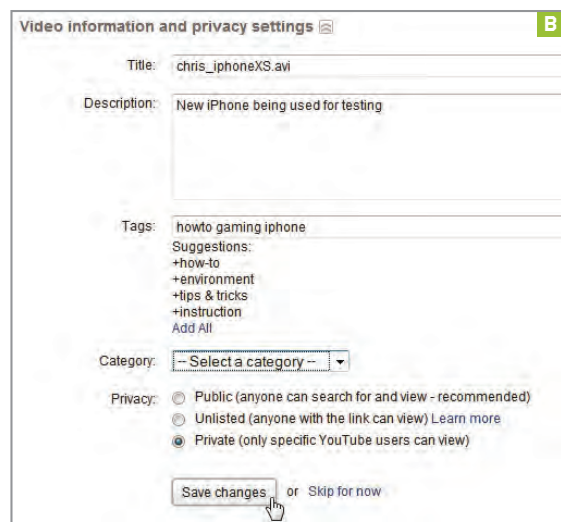 Video information and privacy settings
B
Title: chris_iphoneXS.avi
Description: New iPhone being used for testing
Tags: howto gaming iphone
Suggestions:
+how-to
+environment
+tips & tricks
+instruction
Add All
Category: -- Select a category --
Privacy: Public (anyone can search for and view - recommended)
Unlisted (anyone with the link can view) Learn more
Private (only specific YouTube users can view)
Save changes or Skip for now